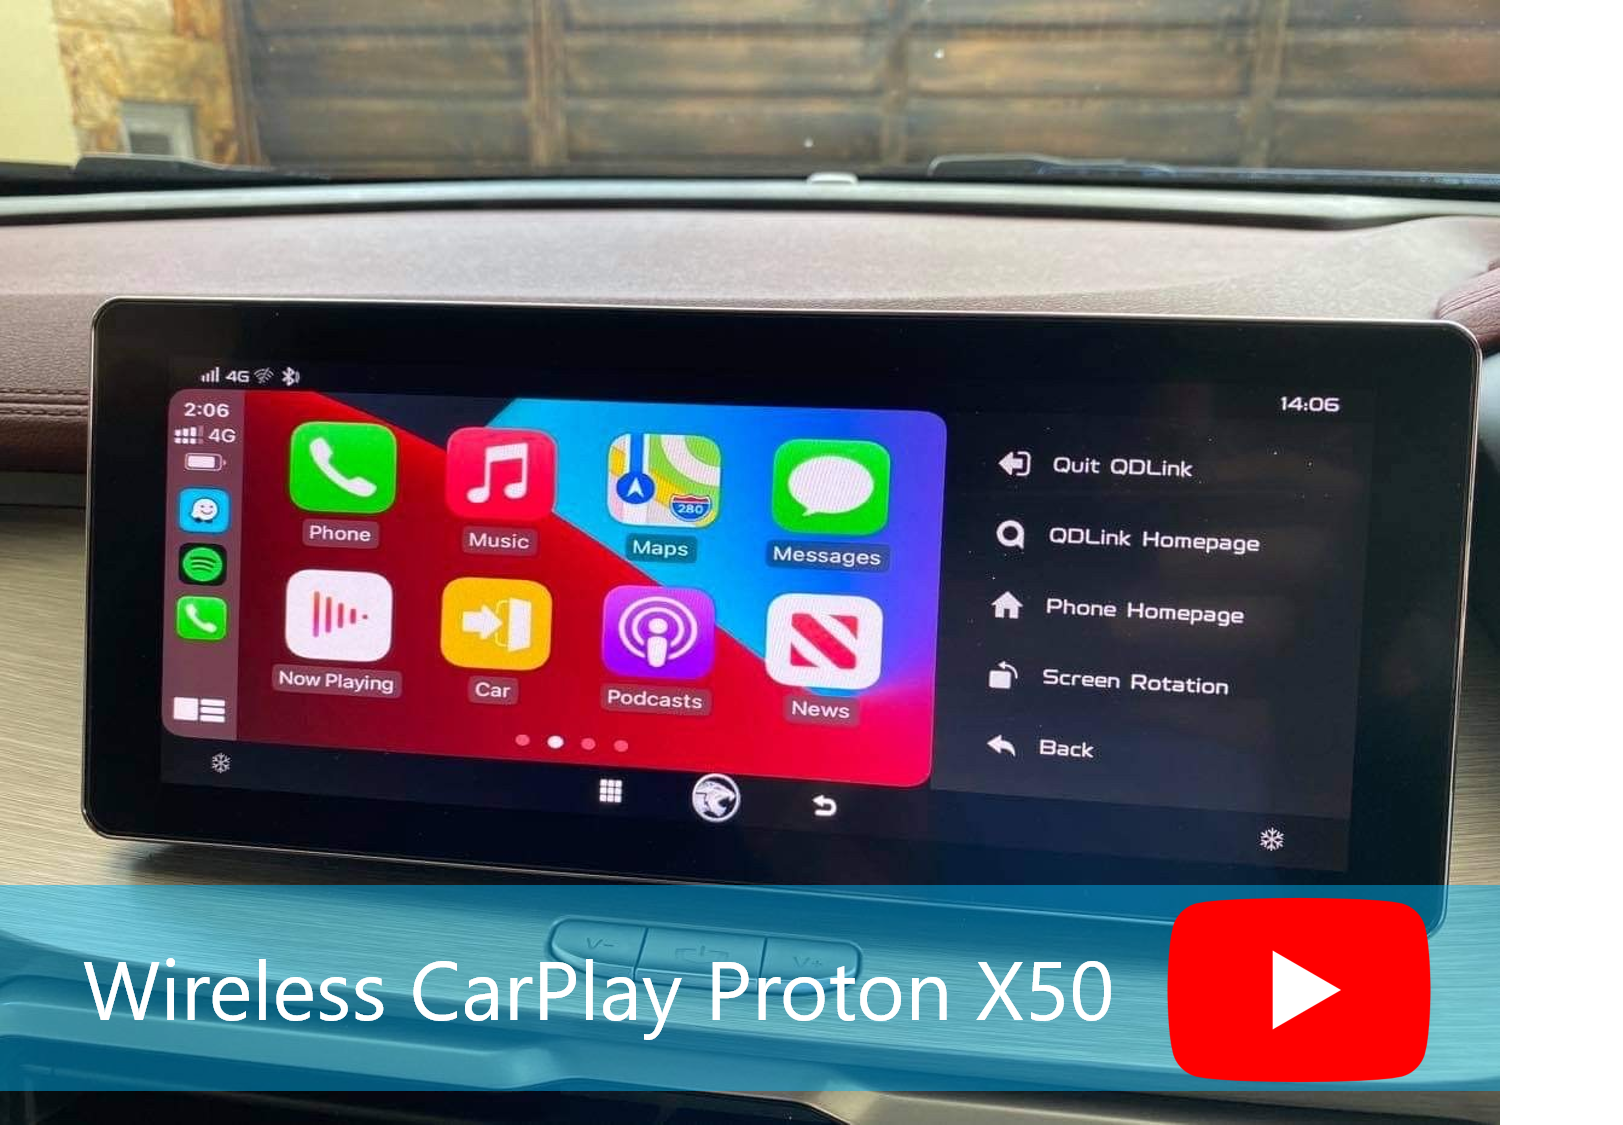 4G
14:06
2:06
4G
Quit QDLink
280
Phone
Music
Maps
Messages
QDLink Homepage
Phone Homepage
Now Playing
Car
Podcasts
News
Screen Rotation
Back
V-
V+
Wireless CarPlay Proton X50